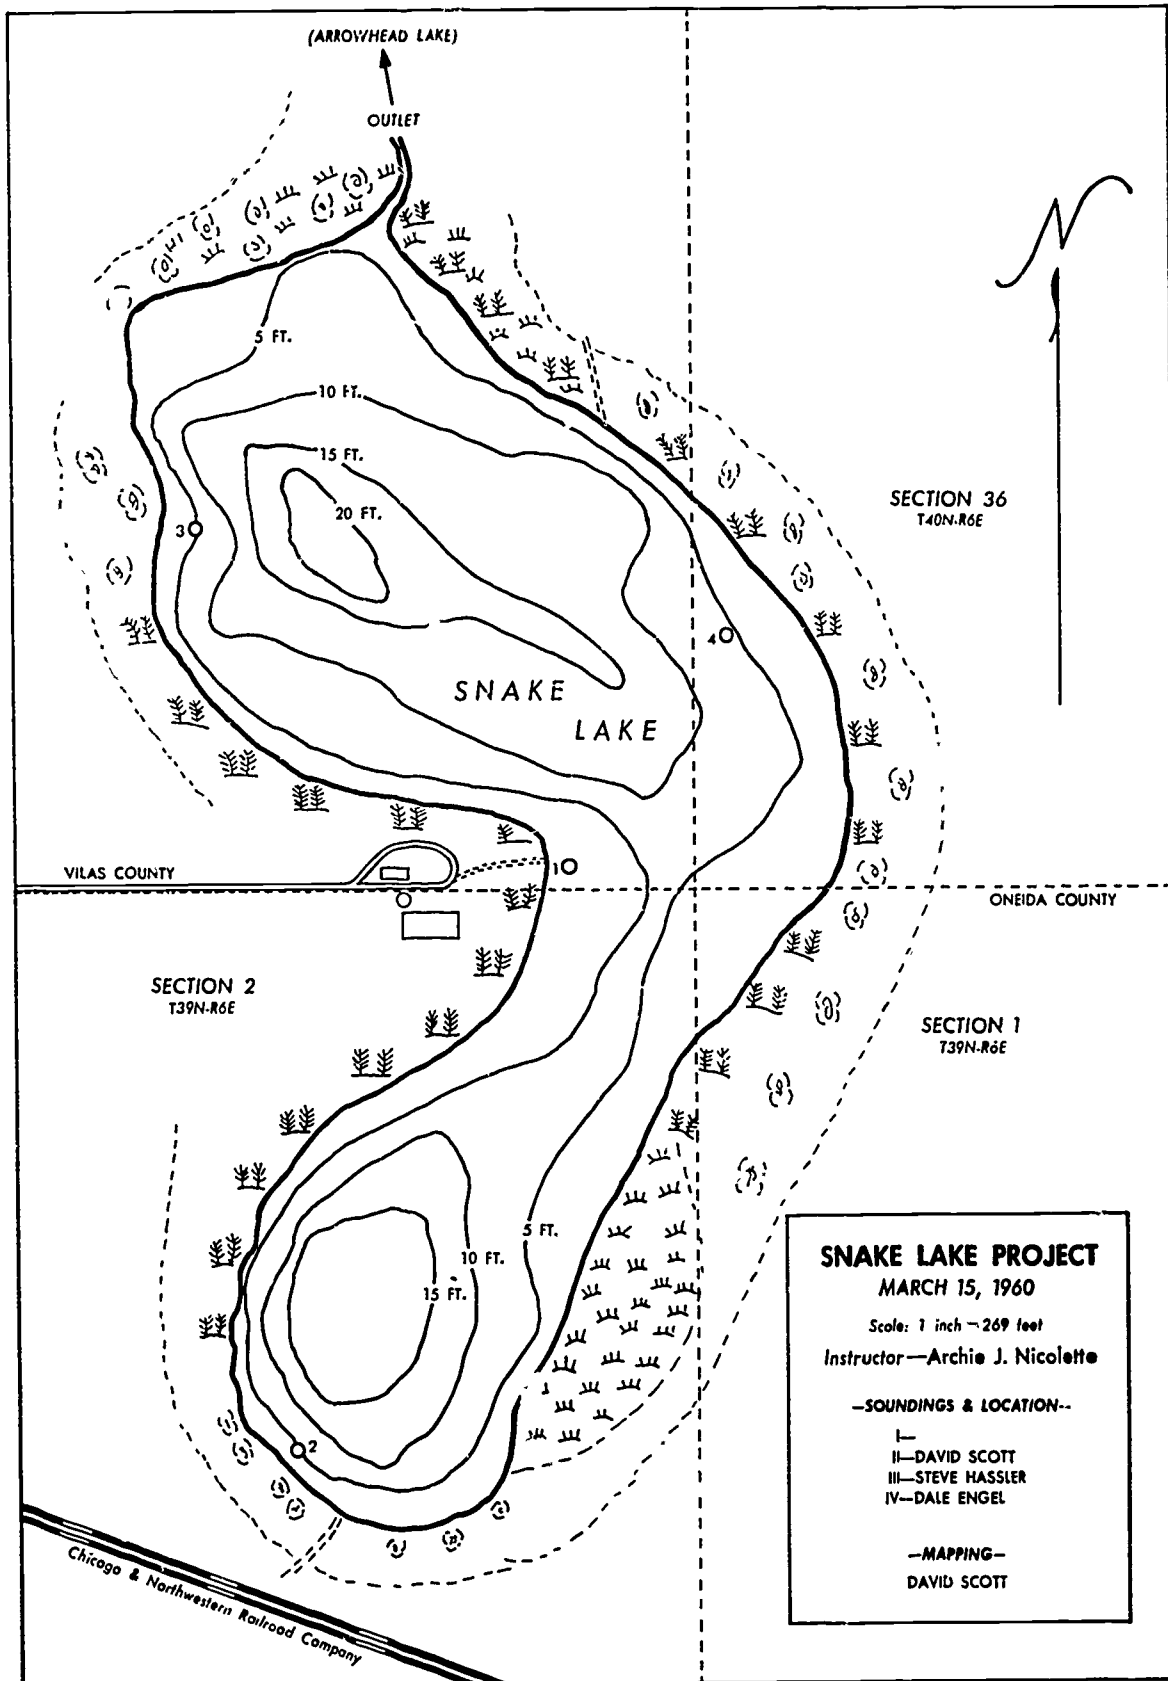 (ARROWHEAD LAKE)
OUTLET
N
5 FT.
10 FT.
15 FT.
20 FT.
3
4
SECTION 36
T40N-R6E
SNAKE
LAKE
VILAS COUNTY
1
ONEIDA COUNTY
SECTION 2
T39N-R6E
SECTION 1
T39N-R6E
5 FT.
10 FT.
15 FT.
2
Chicago & Northwestern Railroad Company
SNAKE LAKE PROJECT
MARCH 15, 1960
Scale: 1 inch — 269 feet
Instructor—Archie J. Nicolette
—SOUNDINGS & LOCATION--
I—
II—DAVID SCOTT
III—STEVE HASSLER
IV—DALE ENGEL
—MAPPING—
DAVID SCOTT